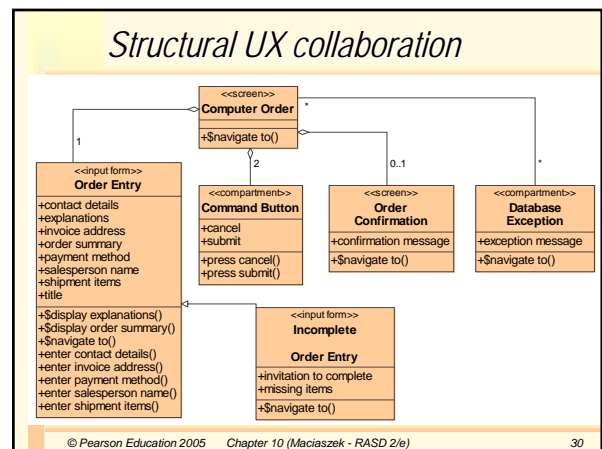 Structural UX collaboration
<<screen>>
Computer Order
+$navigate to()
*
1
2
0..1
*
<<input form>>
Order Entry
+contact details
+explanations
+invoice address
+order summary
+payment method
+salesperson name
+shipment items
+title
+$display explanations()
+$display order summary()
+$navigate to()
+enter contact details()
+enter invoice address()
+enter payment method()
+enter salesperson name()
+enter shipment items()
<<compartment>>
Command Button
+cancel
+submit
+press cancel()
+press submit()
<<screen>>
Order
Confirmation
+confirmation message
+$navigate to()
<<compartment>>
Database
Exception
+exception message
+$navigate to()
<<input form>>
Incomplete
Order Entry
+invitation to complete
+missing items
+$navigate to()
© Pearson Education 2005 Chapter 10 (Maciaszek - RASD 2/e) 30